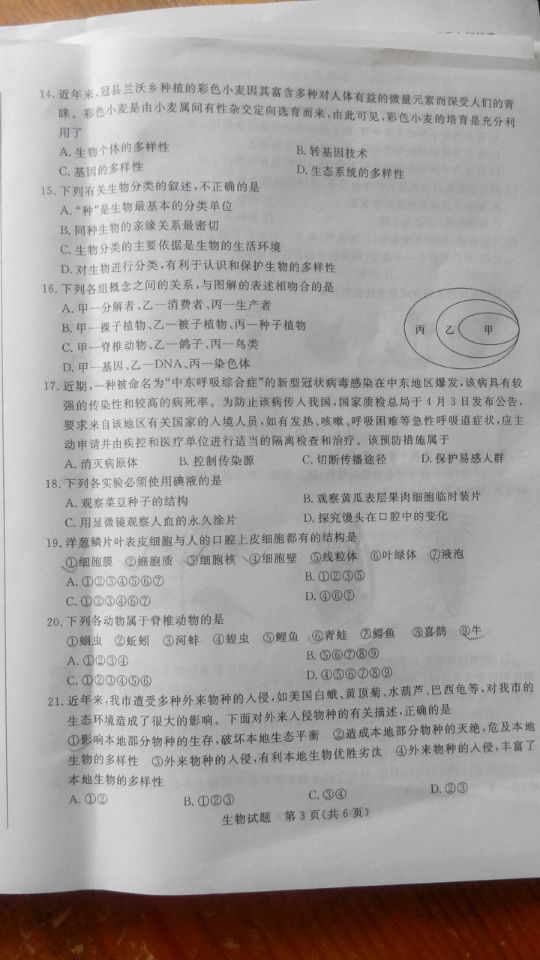 14. 近年来,冠县兰沃乡种植的彩色小麦因其富含多种对人体有益的微量元素而深受人们的青
睐。彩色小麦是由小麦属间有性杂交定向选育而来,由此可见,彩色小麦的培育是充分利
用了
A. 生物个体的多样性 B. 转基因技术
C. 基因的多样性 D. 生态系统的多样性
15. 下列有关生物分类的叙述,不正确的是
A. “种”是生物最基本的分类单位
B. 同种生物的亲缘关系最密切
C. 生物分类的主要依据是生物的生活环境
D. 对生物进行分类,有利于认识和保护生物的多样性
16. 下列各组概念之间的关系,与图解的表述相吻合的是
A. 甲—分解者、乙—消费者、丙—生产者
B. 甲—裸子植物、乙—被子植物、丙—种子植物
C. 甲—脊椎动物、乙—鸽子、丙—鸟类
D. 甲—基因、乙—DNA、丙—染色体
丙 乙 甲
17. 近期,一种被命名为“中东呼吸综合症”的新型冠状病毒感染在中东地区爆发,该病具有较
强的传染性和较高的病死率。为防止该病传入我国,国家质检总局于 4 月 3 日发布公告,
要求来自该地区有关国家的入境人员,如有发热、咳嗽、呼吸困难等急性呼吸道症状,应主
动申请并由疾控和医疗单位进行适当的隔离检查和治疗。该预防措施属于
A. 消灭病原体 B. 控制传染源 C. 切断传播途径 D. 保护易感人群
18. 下列各实验必须使用碘液的是
A. 观察菜豆种子的结构 B. 观察黄瓜表层果肉细胞临时装片
C. 用显微镜观察人血的永久涂片 D. 探究馒头在口腔中的变化
19. 洋葱鳞片叶表皮细胞与人的口腔上皮细胞都有的结构是
①细胞膜 ②细胞质 ③细胞核 ④细胞壁 ⑤线粒体 ⑥叶绿体 ⑦液泡
A. ①②③④⑤⑥⑦ B. ①②③⑤
C. ①②③④⑥⑦ D. ④⑥⑦
20. 下列各动物属于脊椎动物的是
①蛔虫 ②蚯蚓 ③河蚌 ④蝗虫 ⑤鲤鱼 ⑥青蛙 ⑦鳄鱼 ⑧喜鹊 ⑨牛
A. ①②③④ B. ⑤⑥⑦⑧⑨
C. ①②③④⑤⑥ D. ④⑤⑥⑦⑧⑨
21. 近年来,我市遭受多种外来物种的入侵,如美国白蛾、黄顶菊、水葫芦、巴西龟等,对我市的
生态环境造成了很大的影响。下面对外来入侵物种的有关描述,正确的是
①影响本地部分物种的生存,破坏本地生态平衡 ②造成本地部分物种的灭绝,危及本地
生物的多样性 ③外来物种的入侵,有利本地生物优胜劣汰 ④外来物种的入侵,丰富了
本地生物的多样性
A. ①② B. ①②③ C. ③④ D. ②③
生物试题 第 3 页(共 6 页)